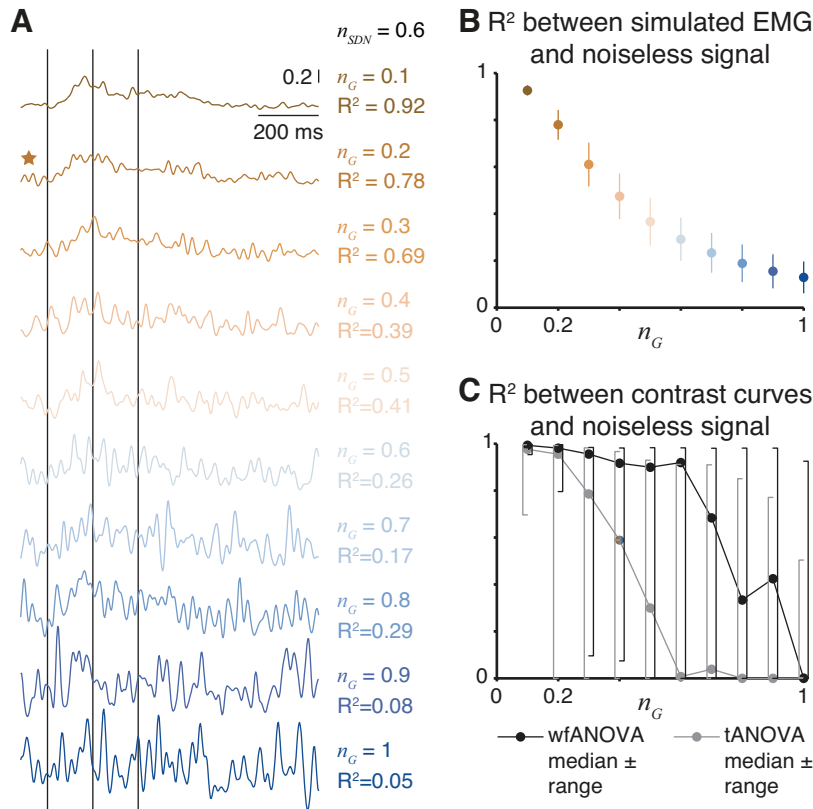 A
n_SDN = 0.6
0.2
200 ms
n_G = 0.1
R² = 0.92
n_G = 0.2
R² = 0.78
n_G = 0.3
R² = 0.69
n_G = 0.4
R²=0.39
n_G = 0.5
R²=0.41
n_G = 0.6
R²=0.26
n_G = 0.7
R²=0.17
n_G = 0.8
R²=0.29
n_G = 0.9
R²=0.08
n_G = 1
R²=0.05
B R² between simulated EMG
and noiseless signal
1
0
0 0.2 n_G 1
C R² between contrast curves
and noiseless signal
1
0
0 0.2 n_G 1
wfANOVA
median ±
range
tANOVA
median ±
range